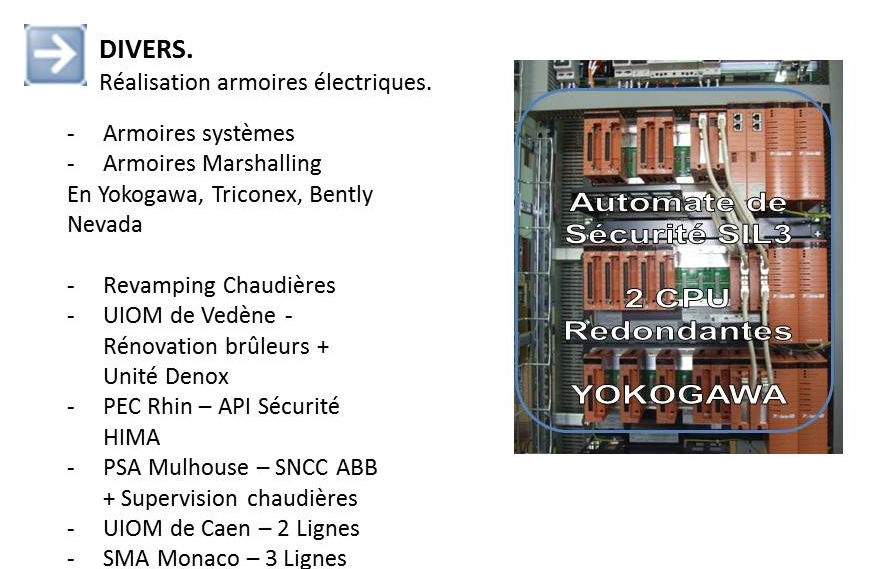 DIVERS.
Réalisation armoires électriques.
- Armoires systèmes
- Armoires Marshalling
En Yokogawa, Triconex, Bently
Nevada
- Revamping Chaudières
- UIOM de Vedène -
Rénovation brûleurs +
Unité Denox
- PEC Rhin – API Sécurité
HIMA
- PSA Mulhouse – SNCC ABB
+ Supervision chaudières
- UIOM de Caen – 2 Lignes
- SMA Monaco – 3 Lignes
Automate de
Sécurité SIL3
2 CPU
Redondantes
YOKOGAWA